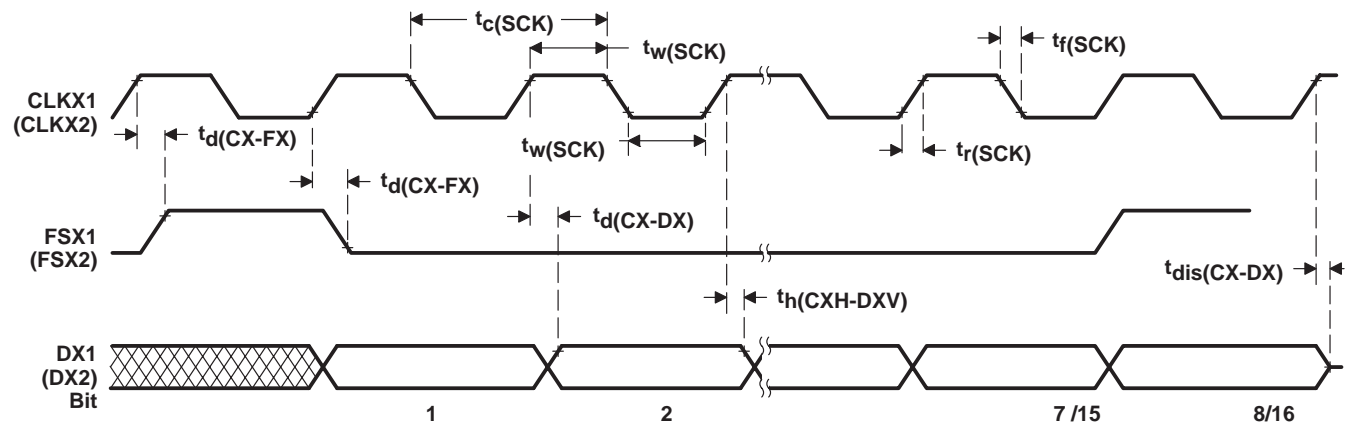 tc(SCK)
tw(SCK)
tf(SCK)
CLKX1
(CLKX2)
td(CX-FX)
tw(SCK)
tr(SCK)
td(CX-FX)
td(CX-DX)
FSX1
(FSX2)
tdis(CX-DX)
th(CXH-DXV)
DX1
(DX2)
Bit
1
2
7 /15
8/16